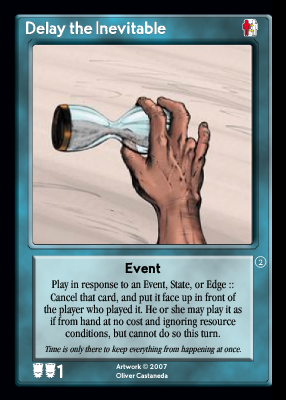 Delay the Inevitable
2
Event
Play in response to an Event, State, or Edge ::
Cancel that card, and put it face up in front of
the player who played it. He or she may play it as
if from hand at no cost and ignoring resource
conditions, but cannot do so this turn.
Time is only there to keep everything from happening at once.
1
Artwork © 2007
Oliver Castaneda